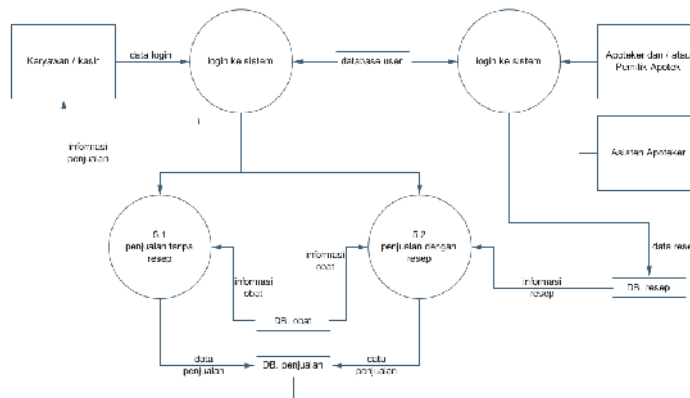 Karyawan / kasir
data login
login ke sistem
database user
login ke sistem
Apoteker dan / atau
Pemilik Apotek
informasi
penjualan
Asisten Apoteker
5.1
penjualan tanpa
resep
5.2
penjualan dengan
resep
informasi
obat
informasi
obat
data rese
informasi
resep
DB. resep
DB. obat
data
penjualan
DB. penjualan
data
penjualan